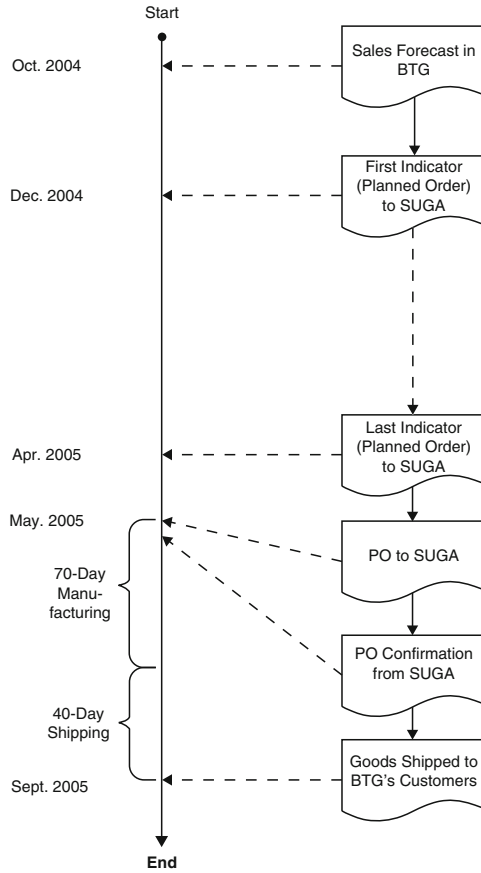 Start
Oct. 2004
Sales Forecast in
BTG
Dec. 2004
First Indicator
(Planned Order)
to SUGA
Apr. 2005
Last Indicator
(Planned Order)
to SUGA
May. 2005
PO to SUGA
70-Day
Manu-
facturing
PO Confirmation
from SUGA
40-Day
Shipping
Goods Shipped to
BTG's Customers
Sept. 2005
End